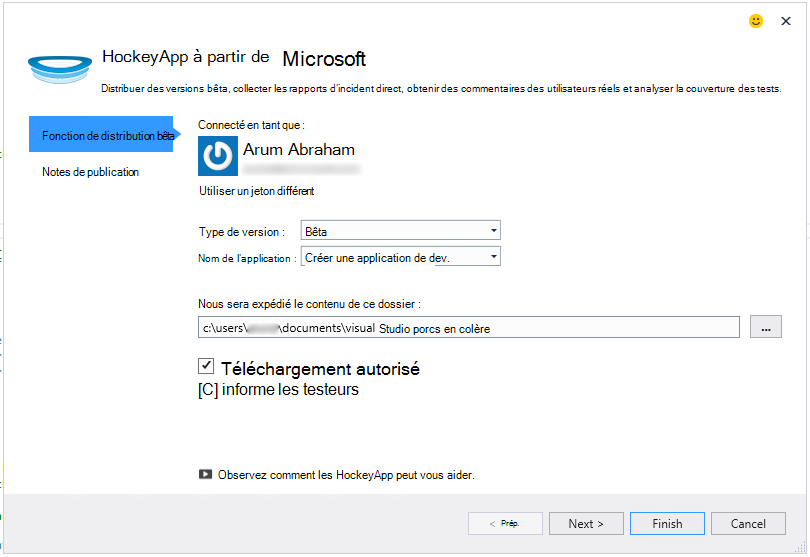 HockeyApp à partir de Microsoft
Distribuer des versions bêta, collecter les rapports d'incident direct, obtenir des commentaires des utilisateurs réels et analyser la couverture des tests.
Fonction de distribution bêta
Notes de publication
Connecté en tant que :
Arum Abraham
Utiliser un jeton différent
Type de version : Bêta
Nom de l'application : Créer une application de dev.
Nous sera expédié le contenu de ce dossier :
c:\users\ \documents\visual Studio porcs en colère ...
Téléchargement autorisé
[C] informe les testeurs
Observez comment les HockeyApp peut vous aider.
< Prép. Next > Finish Cancel